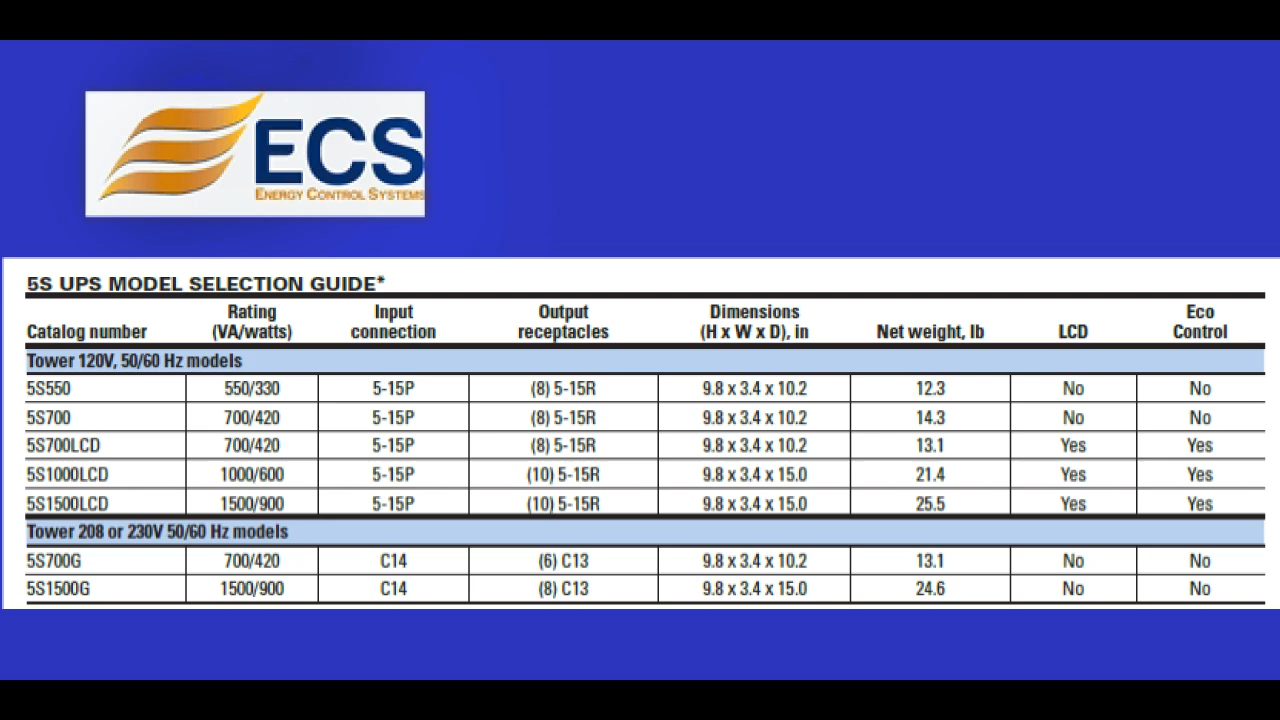 ECS
ENERGY CONTROL SYSTEMS
5S UPS MODEL SELECTION GUIDE*
Catalog number Rating (VA/watts) Input connection Output receptacles Dimensions (H x W x D), in Net weight, lb LCD Eco Control
Tower 120V, 50/60 Hz models
5S550 550/330 5-15P (8) 5-15R 9.8 x 3.4 x 10.2 12.3 No No
5S700 700/420 5-15P (8) 5-15R 9.8 x 3.4 x 10.2 14.3 No No
5S700LCD 700/420 5-15P (8) 5-15R 9.8 x 3.4 x 10.2 13.1 Yes Yes
5S1000LCD 1000/600 5-15P (10) 5-15R 9.8 x 3.4 x 15.0 21.4 Yes Yes
5S1500LCD 1500/900 5-15P (10) 5-15R 9.8 x 3.4 x 15.0 25.5 Yes Yes
Tower 208 or 230V 50/60 Hz models
5S700G 700/420 C14 (6) C13 9.8 x 3.4 x 10.2 13.1 No No
5S1500G 1500/900 C14 (8) C13 9.8 x 3.4 x 15.0 24.6 No No